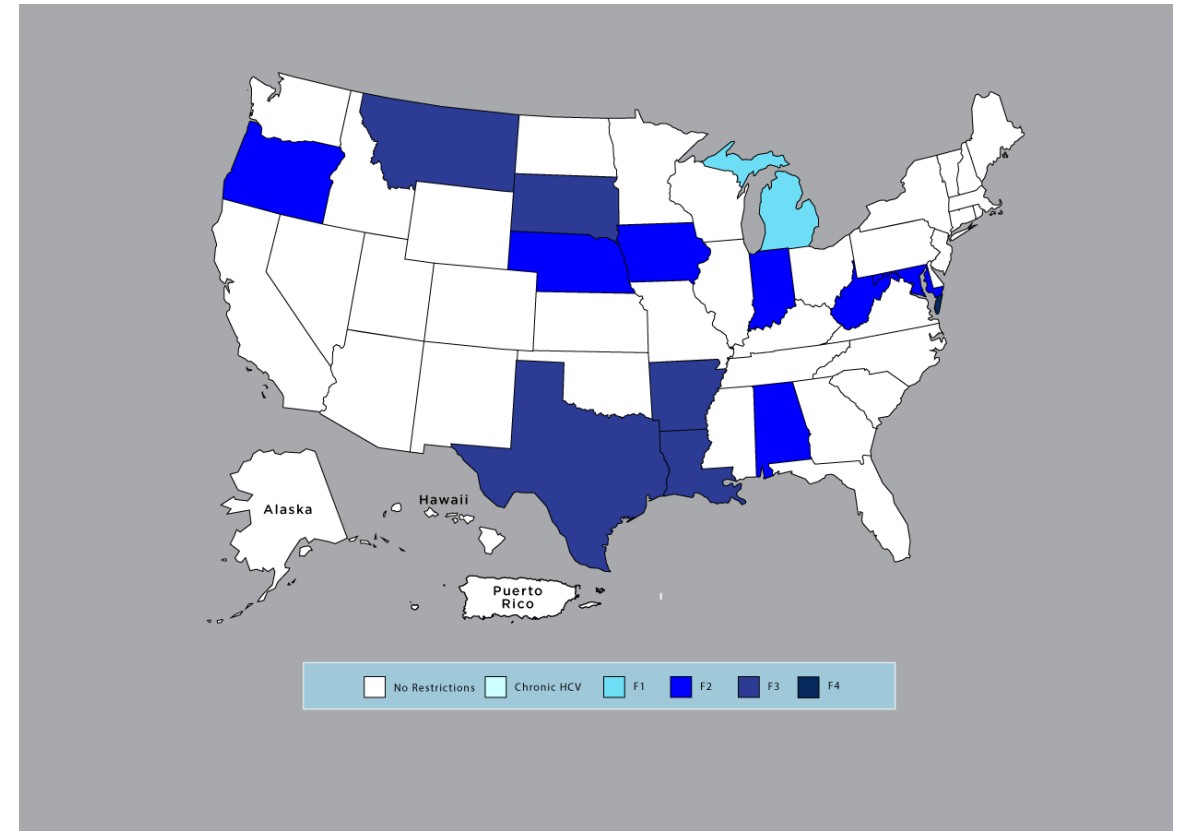 Alaska
Hawaii
Puerto
Rico
No Restrictions Chronic HCV F1 F2 F3 F4